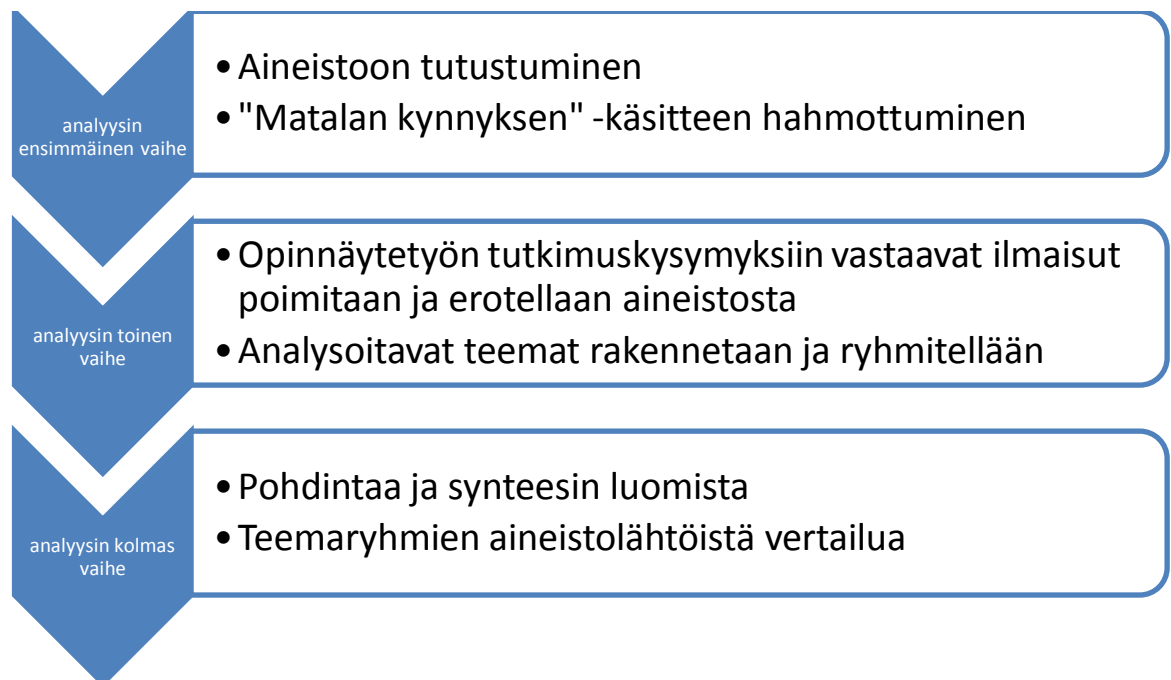 analyysin
ensimmäinen vaihe
• Aineistoon tutustuminen
• "Matalan kynnyksen" -käsitteen hahmottuminen
analyysin toinen
vaihe
• Opinnäytetyön tutkimuskysymyksiin vastaavat ilmaisut
poimitaan ja erotellaan aineistosta
• Analysoitavat teemat rakennetaan ja ryhmitellään
analyysin kolmas
vaihe
• Pohdintaa ja synteesin luomista
• Teemaryhmien aineistolähtöistä vertailua